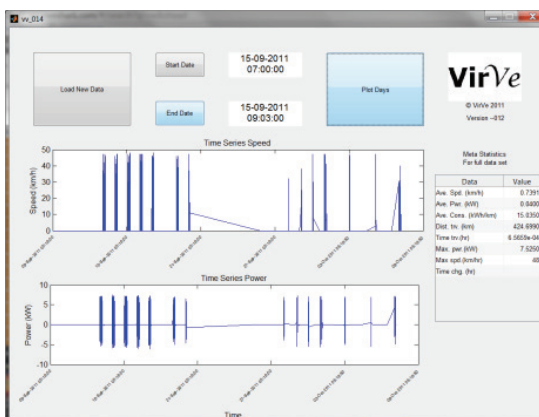 vv_014
Load New Data
Start Date
15-09-2011
07:00:00
End Date
15-09-2011
09:03:00
Plot Days
VirVe
© VirVe 2011
Version --012
Meta Statistics
For full data set
Data Value
Ave. Spd. (km/h) 0.7391
Ave. Pwr. (kW) 0.0400
Ave. Cons. (kWh/km) 15.0350
Dist. trv. (km) 424.6990
Time trv.(hr) 6.5659e-04
Max. pwr.(kW) 7.5250
Max spd.(km/hr) 48
Time chg. (hr)
Time Series Speed
Speed (km/h)
50
40
30
20
10
0
Time Series Power
Power (kW)
10
5
0
-5
-10
Time